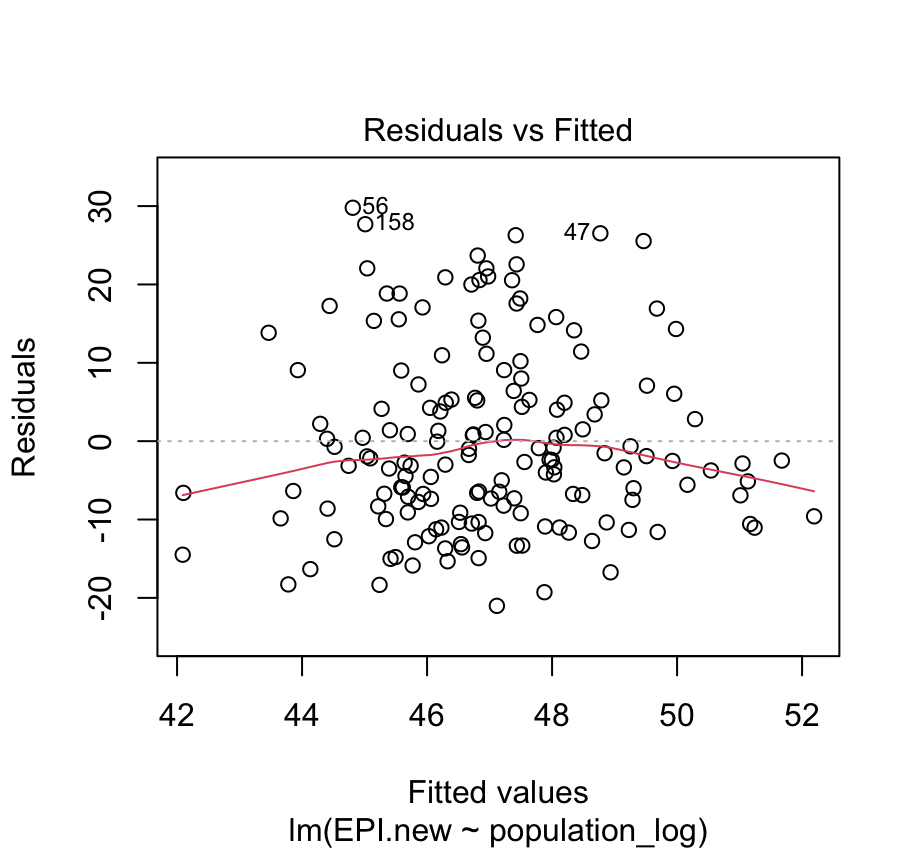 Residuals vs Fitted
Residuals
30
20
10
0
-10
-20
56
158
47
42 44 46 48 50 52
Fitted values
lm(EPI.new ~ population_log)